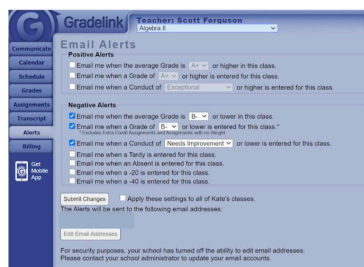 Gradelink
Teacher: Scott Ferguson
Algebra II
Communicate
Calendar
Schedule
Grades
Assignments
Transcript
Alerts
Billing
Get
Mobile
App
Email Alerts
Positive Alerts
Email me when the average Grade is A+ or higher in this class.
Email me when a Grade of A+ or higher is entered for this class.
Email me when a Conduct of Exceptional or higher is entered for this class.
Negative Alerts
Email me when the average Grade is B- or lower in this class.
Email me when a Grade of B- or lower is entered for this class.*
* Excludes Extra Credit Assignments and Assignments with no Weight
Email me when a Conduct of Needs Improvement or lower is entered for this class.
Email me when a Tardy is entered for this class.
Email me when an Absent is entered for this class.
Email me when a -20 is entered for this class.
Email me when a -40 is entered for this class.
Submit Changes
Apply these settings to all of Kate's classes.
The Alerts will be sent to the following email addresses:
Edit Email Addresses
For security purposes, your school has turned off the ability to edit email addresses.
Please contact your school administrator to update your email accounts.